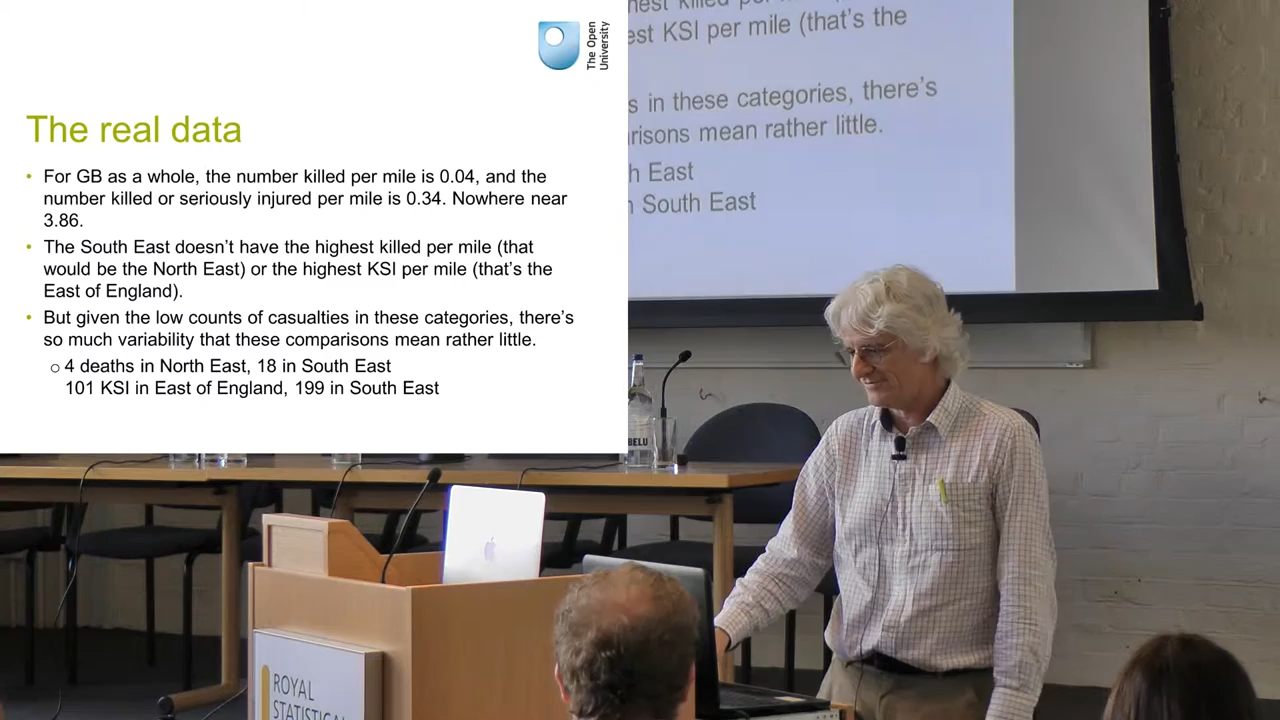 The Open
University
The real data
• For GB as a whole, the number killed per mile is 0.04, and the
number killed or seriously injured per mile is 0.34. Nowhere near
3.86.
• The South East doesn’t have the highest killed per mile (that
would be the North East) or the highest KSI per mile (that’s the
East of England).
• But given the low counts of casualties in these categories, there’s
so much variability that these comparisons mean rather little.
o 4 deaths in North East, 18 in South East
101 KSI in East of England, 199 in South East
KSI per mile (that’s the
in these categories, there’s
mean rather little.
East
South East
BELU
ROYAL
STATISTICAL